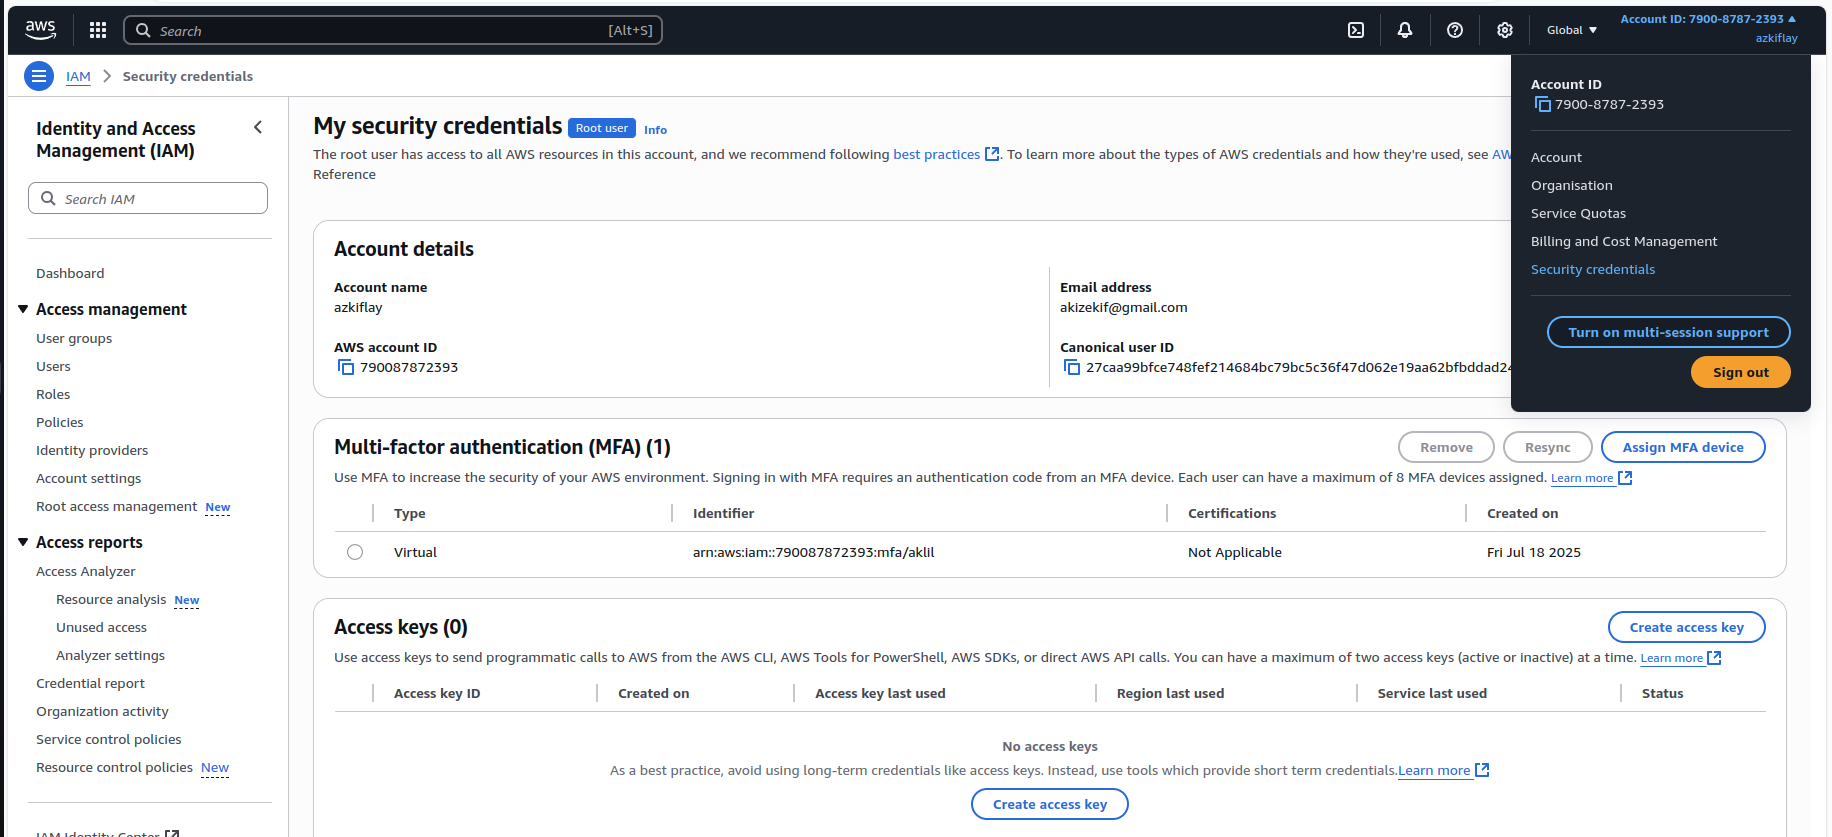 aws
Search [Alt+S]
Global
Account ID: 7900-8787-2393
azkiflay
IAM > Security credentials
Account ID
7900-8787-2393
Account
Organisation
Service Quotas
Billing and Cost Management
Security credentials
Turn on multi-session support
Sign out
Identity and Access
Management (IAM)
Search IAM
Dashboard
Access management
User groups
Users
Roles
Policies
Identity providers
Account settings
Root access management New
Access reports
Access Analyzer
Resource analysis New
Unused access
Analyzer settings
Credential report
Organization activity
Service control policies
Resource control policies New
IAM Identity Center
My security credentials Root user Info
The root user has access to all AWS resources in this account, and we recommend following best practices. To learn more about the types of AWS credentials and how they're used, see AW
Reference
Account details
Account name
azkiflay
Email address
akizekif@gmail.com
AWS account ID
790087872393
Canonical user ID
27caa99bfce748fef214684bc79bc5c36f47d062e19aa62bfbddad24
Multi-factor authentication (MFA) (1)
Remove Resync Assign MFA device
Use MFA to increase the security of your AWS environment. Signing in with MFA requires an authentication code from an MFA device. Each user can have a maximum of 8 MFA devices assigned. Learn more
Type Identifier Certifications Created on
Virtual arn:aws:iam::790087872393:mfa/aklil Not Applicable Fri Jul 18 2025
Access keys (0)
Create access key
Use access keys to send programmatic calls to AWS from the AWS CLI, AWS Tools for PowerShell, AWS SDKs, or direct AWS API calls. You can have a maximum of two access keys (active or inactive) at a time. Learn more
Access key ID Created on Access key last used Region last used Service last used Status
No access keys
As a best practice, avoid using long-term credentials like access keys. Instead, use tools which provide short term credentials. Learn more
Create access key